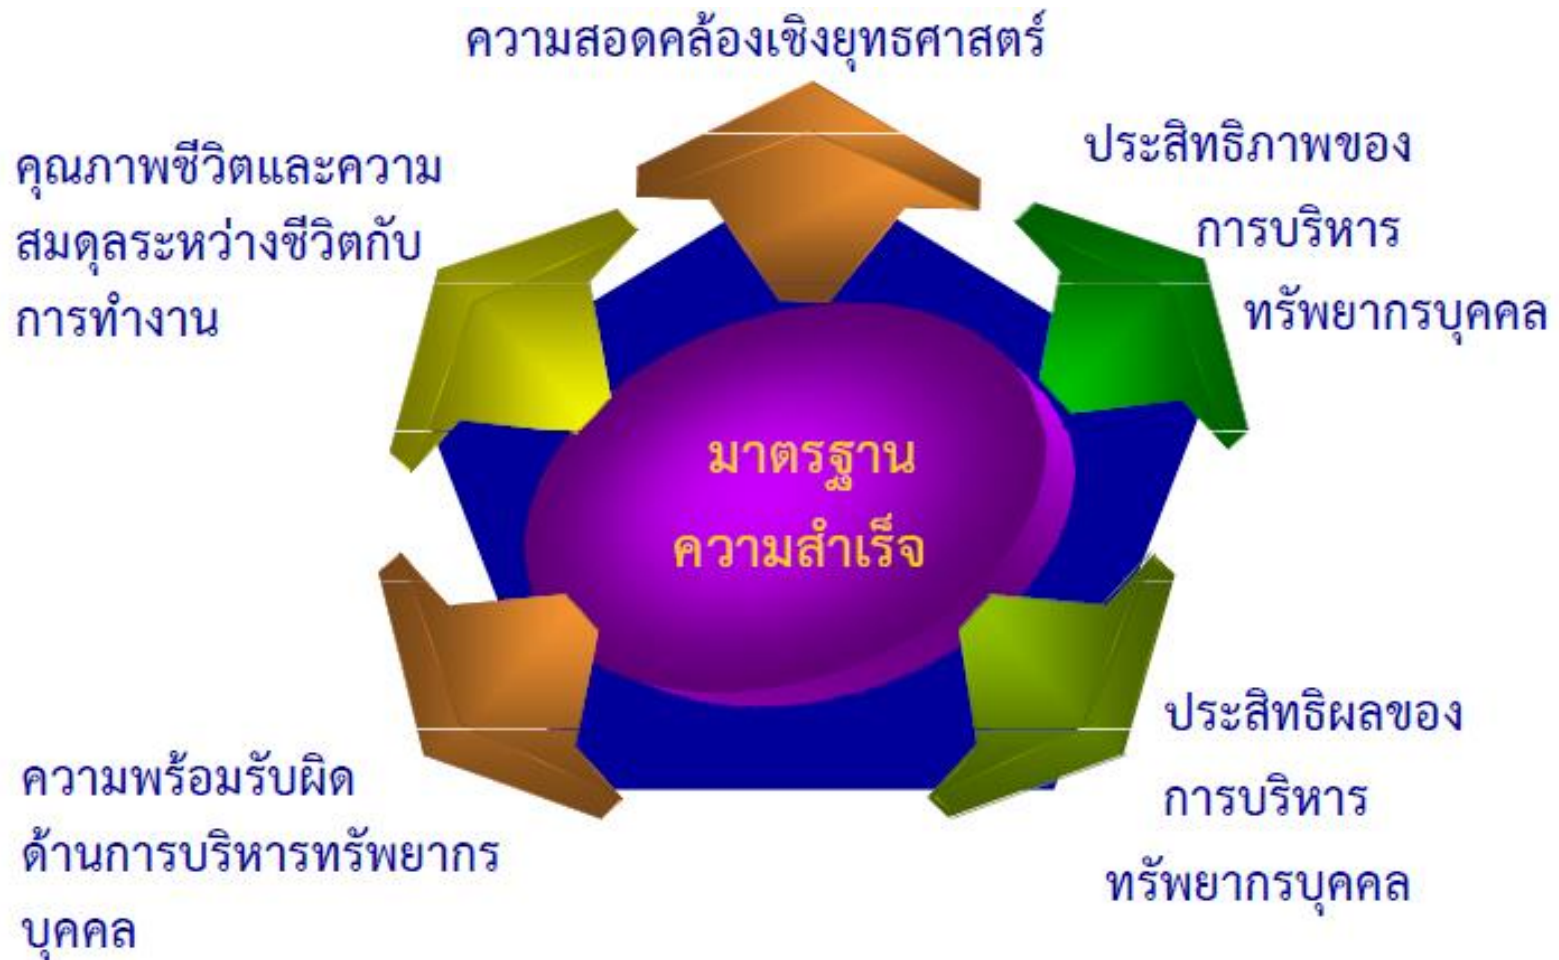 ความสอดคล้องเชิงยุทธศาสตร์
ประสิทธิภาพของ
การบริหาร
ทรัพยากรบุคคล
คุณภาพชีวิตและความ
สมดุลระหว่างชีวิตกับ
การทำงาน
มาตรฐาน
ความสำเร็จ
ประสิทธิผลของ
การบริหาร
ทรัพยากรบุคคล
ความพร้อมรับผิด
ด้านการบริหารทรัพยากร
บุคคล